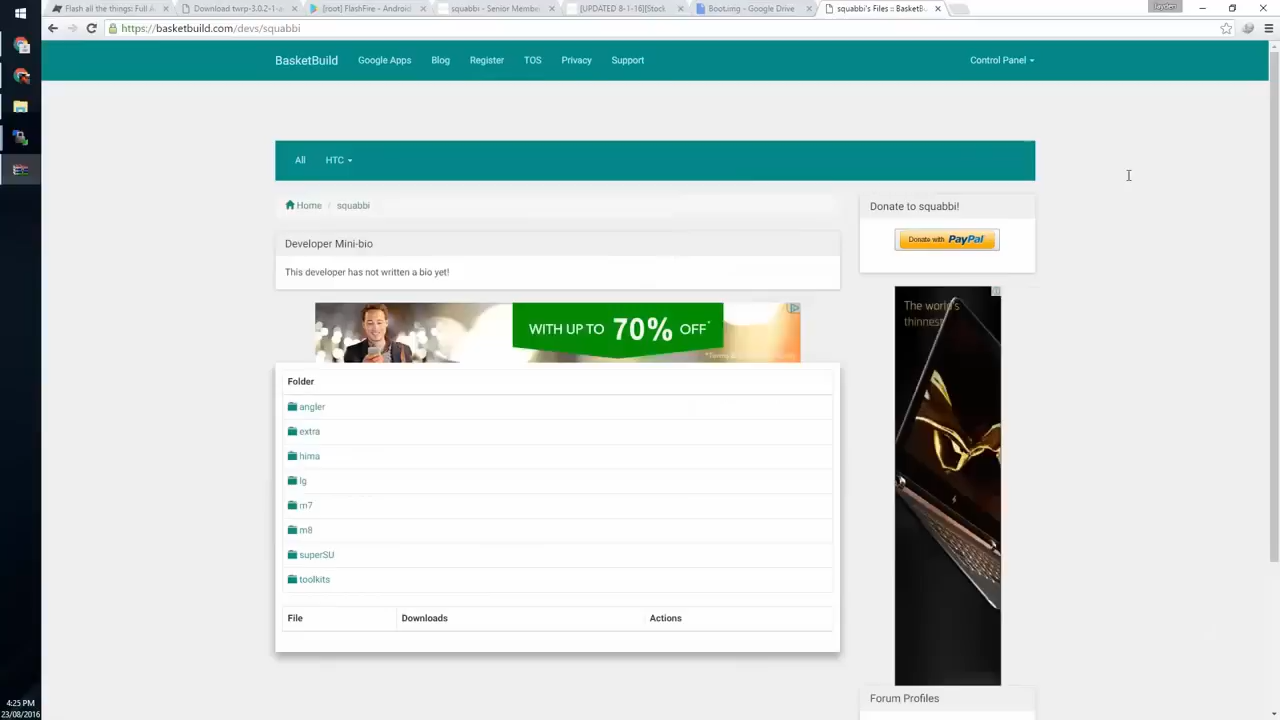 Flash all the things: Full A
Download twrp-3.0.2-1-a
[root] FlashFire - Android
squabbi - Senior Membe
[UPDATED 8-1-16][Stock
Boot.img - Google Drive
squabbi's Files :: BasketBu
https://basketbuild.com/devs/squabbi
BasketBuild Google Apps Blog Register TOS Privacy Support Control Panel
All HTC
Home / squabbi
Donate to squabbi!
Donate with PayPal
Developer Mini-bio
This developer has not written a bio yet!
WITH UP TO 70% OFF*
The world's
thinnest
Folder
angler
extra
hima
lg
m7
m8
superSU
toolkits
File Downloads Actions
Forum Profiles
4:25 PM
23/08/2016